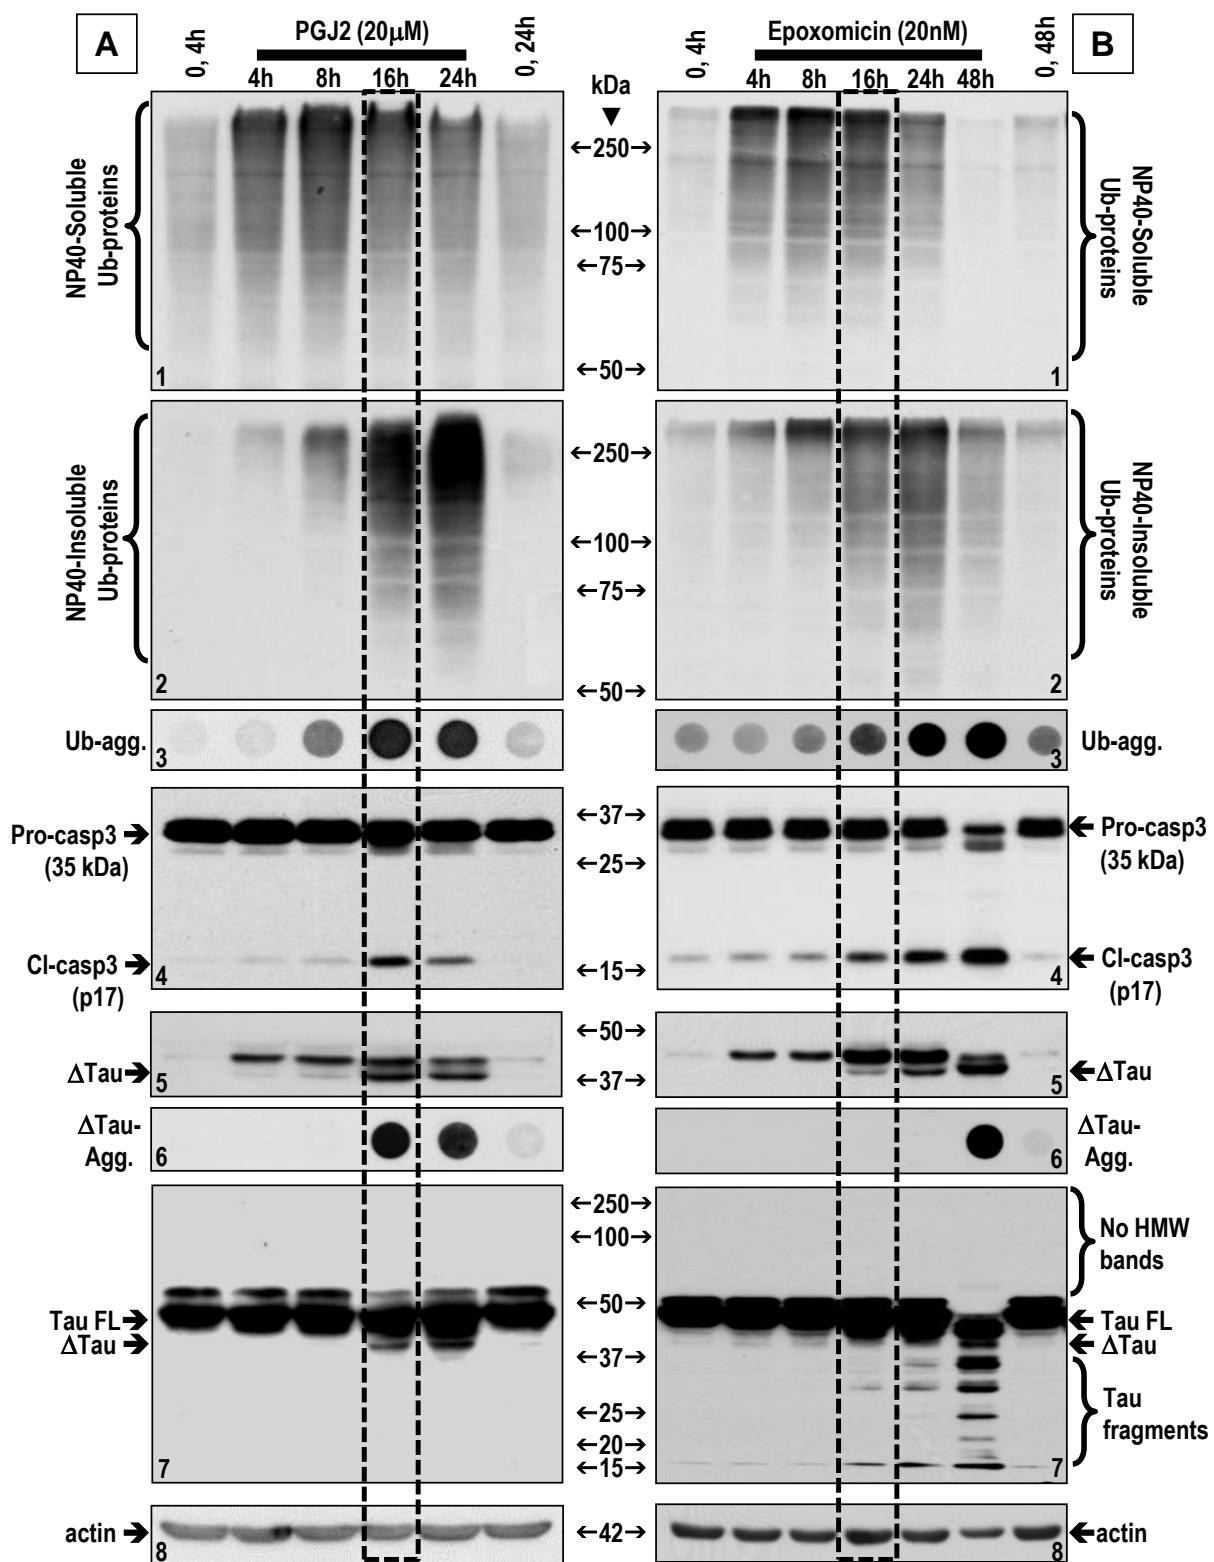 A
PGJ2 (20µM)
0, 4h
4h 8h 16h 24h
0, 24h
kDa
▼
Epoxomicin (20nM)
0, 4h
4h 8h 16h 24h 48h
0, 48h
B
NP40-Soluble
Ub-proteins
1
←250→
←100→
←75→
←50→
1
NP40-Soluble
Ub-proteins
NP40-Insoluble
Ub-proteins
2
←250→
←100→
←75→
←50→
2
NP40-Insoluble
Ub-proteins
Ub-agg.
3
3
Ub-agg.
Pro-casp3
(35 kDa)
Cl-casp3
(p17)
4
←37→
←25→
←15→
4
Pro-casp3
(35 kDa)
Cl-casp3
(p17)
ΔTau
5
←50→
←37→
5
ΔTau
ΔTau-
Agg.
6
6
ΔTau-
Agg.
Tau FL
ΔTau
7
←250→
←100→
←50→
←37→
←25→
←20→
←15→
7
No HMW
bands
Tau FL
ΔTau
Tau
fragments
actin
8
←42→
8
actin